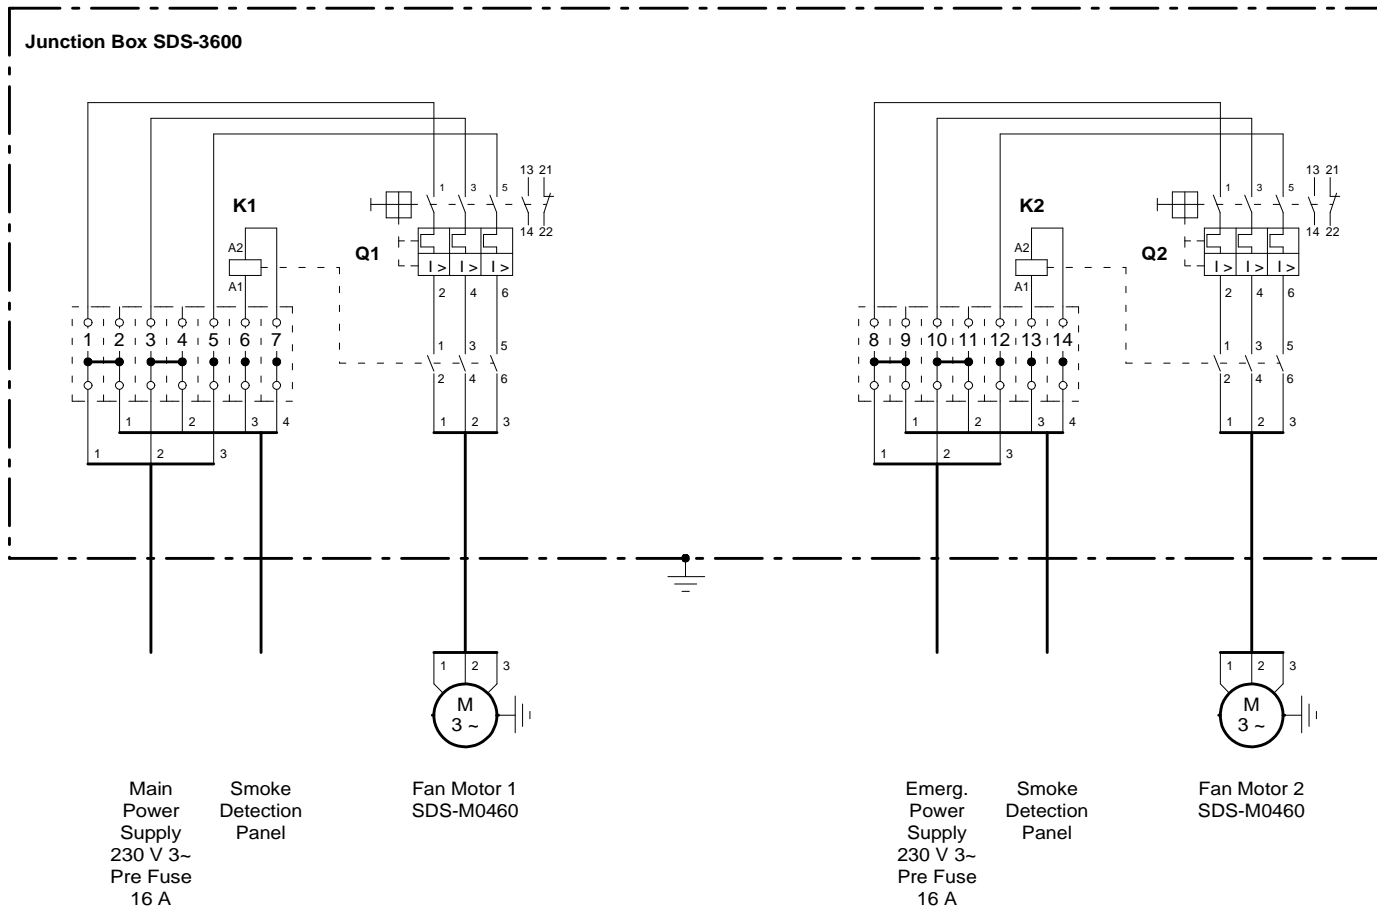 Junction Box SDS-3600
13 21
13 21
1 3 5
1 3 5
K1
K2
14 22
14 22
A2
Q1
A2
Q2
I > I > I >
I > I > I >
A1
2 4 6
A1
2 4 6
1 2 3 4 5 6 7
1 3 5
8 9 10 11 12 13 14
1 3 5
2 4 6
2 4 6
1 2 3 4
1 2 3
1 2 3 4
1 2 3
1 2 3
1 2 3
1 2 3
1 2 3
M
3 ~
M
3 ~
Main
Power
Supply
230 V 3~
Pre Fuse
16 A
Smoke
Detection
Panel
Fan Motor 1
SDS-M0460
Emerg.
Power
Supply
230 V 3~
Pre Fuse
16 A
Smoke
Detection
Panel
Fan Motor 2
SDS-M0460